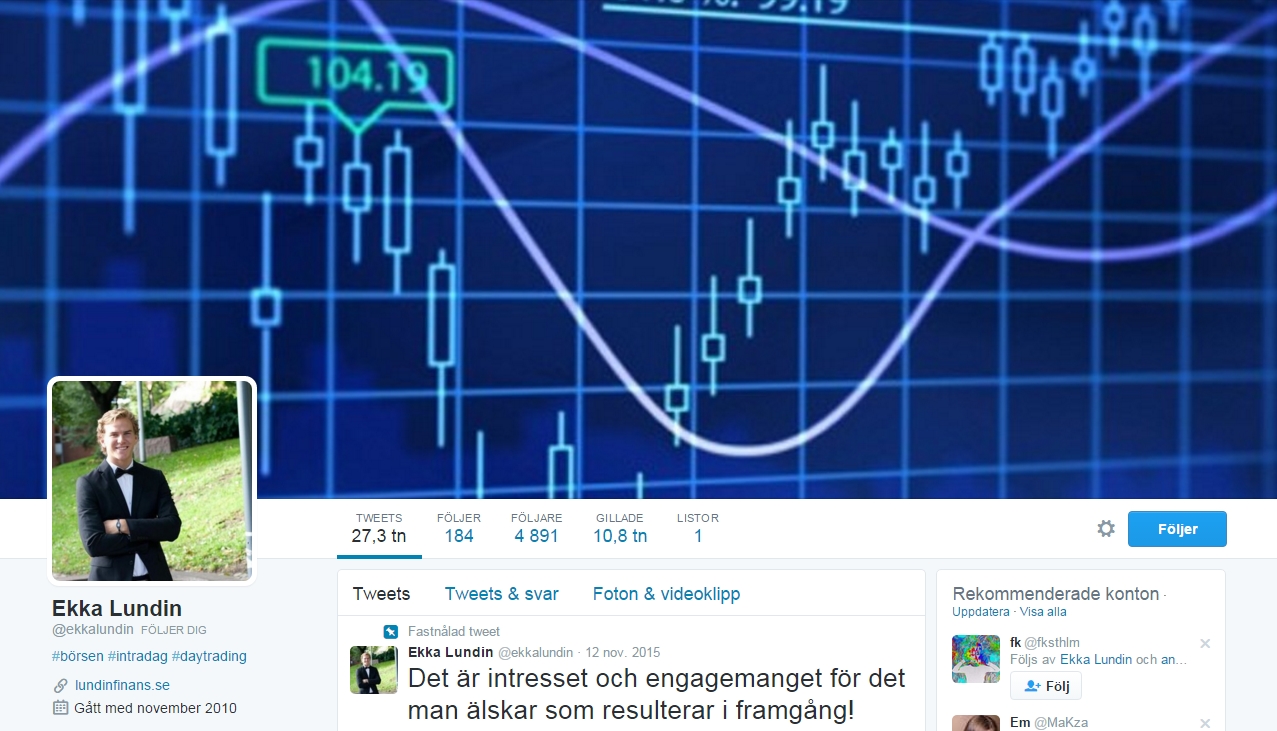 99.19
104.19
TWEETS FÖLJER FÖLJARE GILLADE LISTOR
27,3 tn 184 4 891 10,8 tn 1
Följer
Ekka Lundin
@ekkalundin FÖLJER DIG
#börsen #intradag #daytrading
lundinfinans.se
Gått med november 2010
Tweets Tweets & svar Foton & videoklipp
Fastnålad tweet
Ekka Lundin @ekkalundin · 12 nov. 2015
Det är intresset och engagemanget för det
man älskar som resulterar i framgång!
Rekommenderade konton ·
Uppdatera · Visa alla
fk @fksthlm
Följs av Ekka Lundin och an...
Följ
Em @MaKza